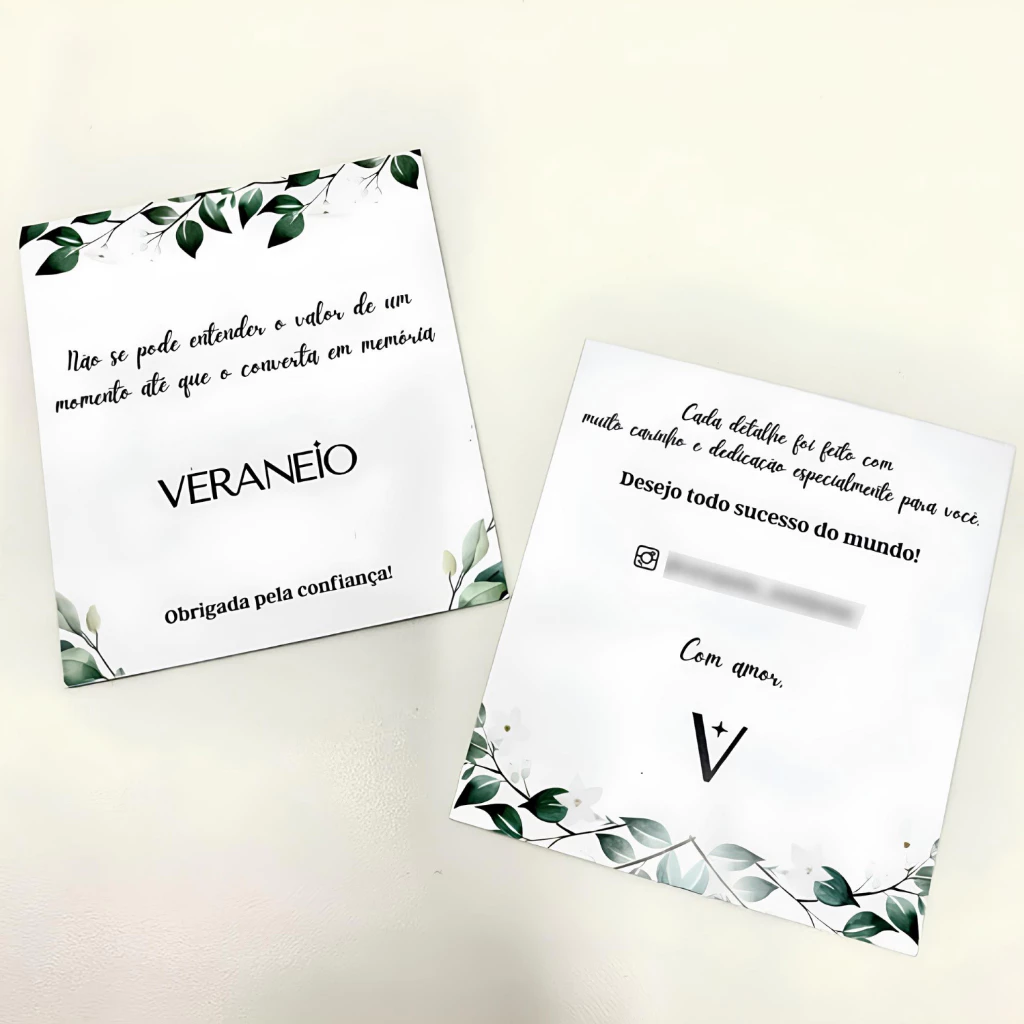 Não se pode entender o valor de um
momento até que o converta em memória
VERANEIO
Obrigada pela confiança!
Cada detalhe foi feito com
muito carinho e dedicação especialmente para você.
Desejo todo sucesso do mundo!
Com amor,
V